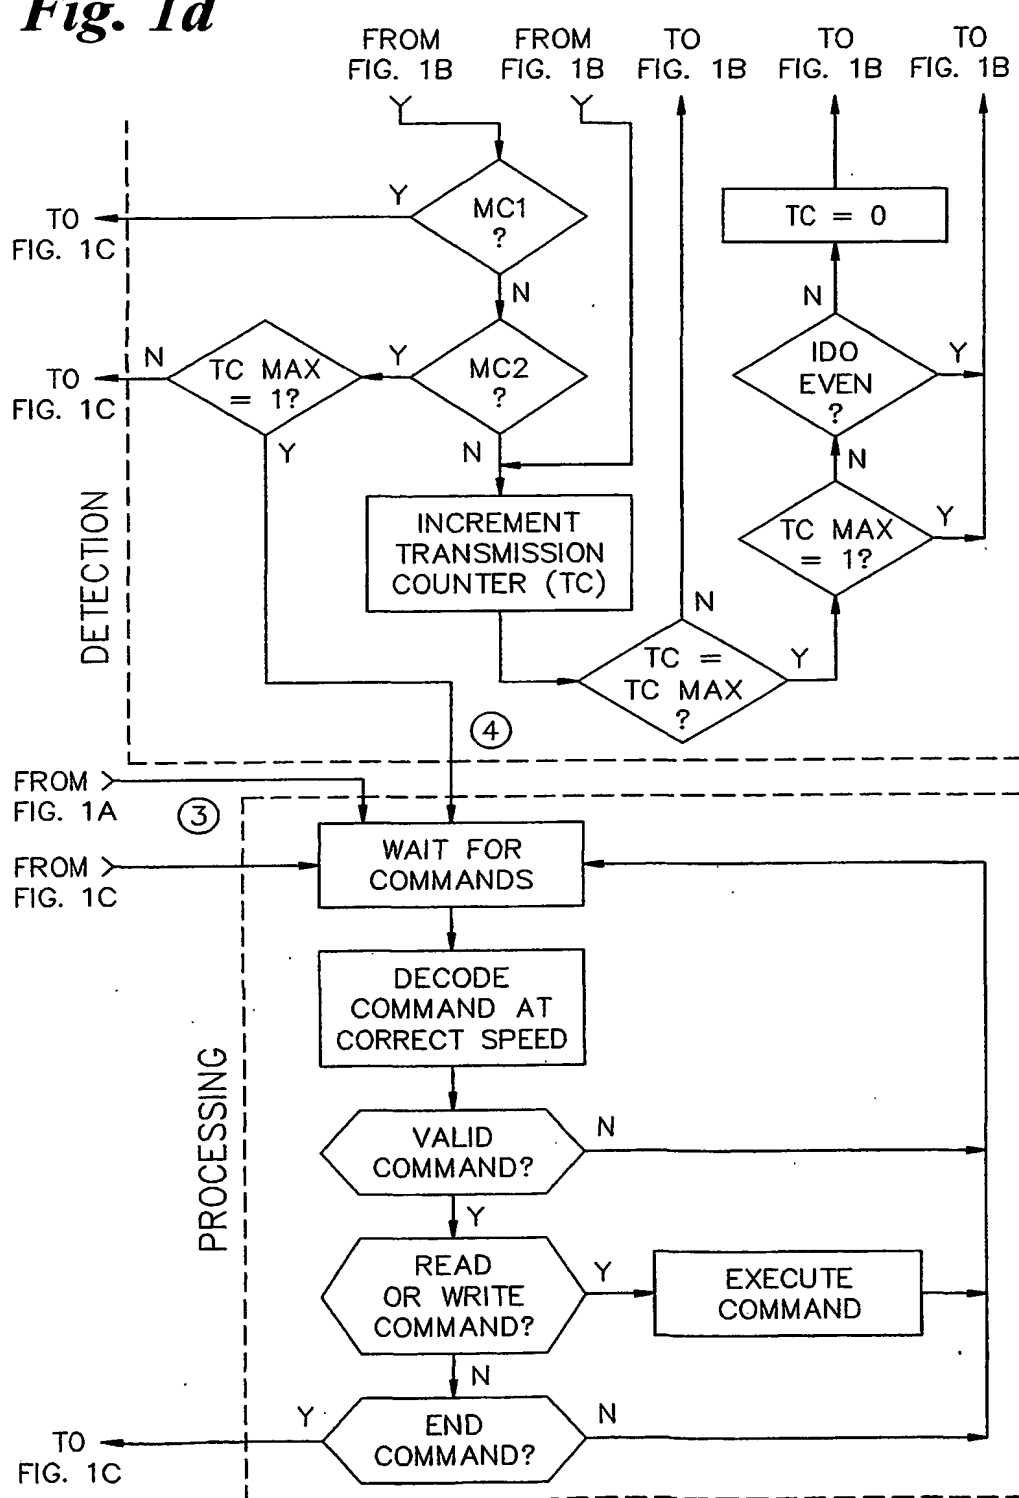 Fig. 1d
FROM
FIG. 1B
FROM
FIG. 1B
TO
FIG. 1B
TO
FIG. 1B
TO
FIG. 1B
MC1
?
Y
TO
FIG. 1C
N
TC = 0
N
MC2
?
Y
TC MAX
= 1?
N
TO
FIG. 1C
Y
N
IDO
EVEN
?
Y
N
TC MAX
= 1?
Y
INCREMENT
TRANSMISSION
COUNTER (TC)
N
TC =
TC MAX
?
Y
DETECTION
4
FROM
FIG. 1A
3
FROM
FIG. 1C
WAIT FOR
COMMANDS
DECODE
COMMAND AT
CORRECT SPEED
PROCESSING
VALID
COMMAND?
N
Y
READ
OR WRITE
COMMAND?
Y
EXECUTE
COMMAND
N
END
COMMAND?
Y
N
TO
FIG. 1C